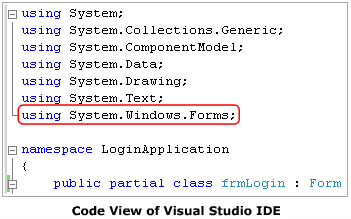 using System;
using System.Collections.Generic;
using System.ComponentModel;
using System.Data;
using System.Drawing;
using System.Text;
using System.Windows.Forms;
namespace LoginApplication
{
public partial class frmLogin : Form
Code View of Visual Studio IDE